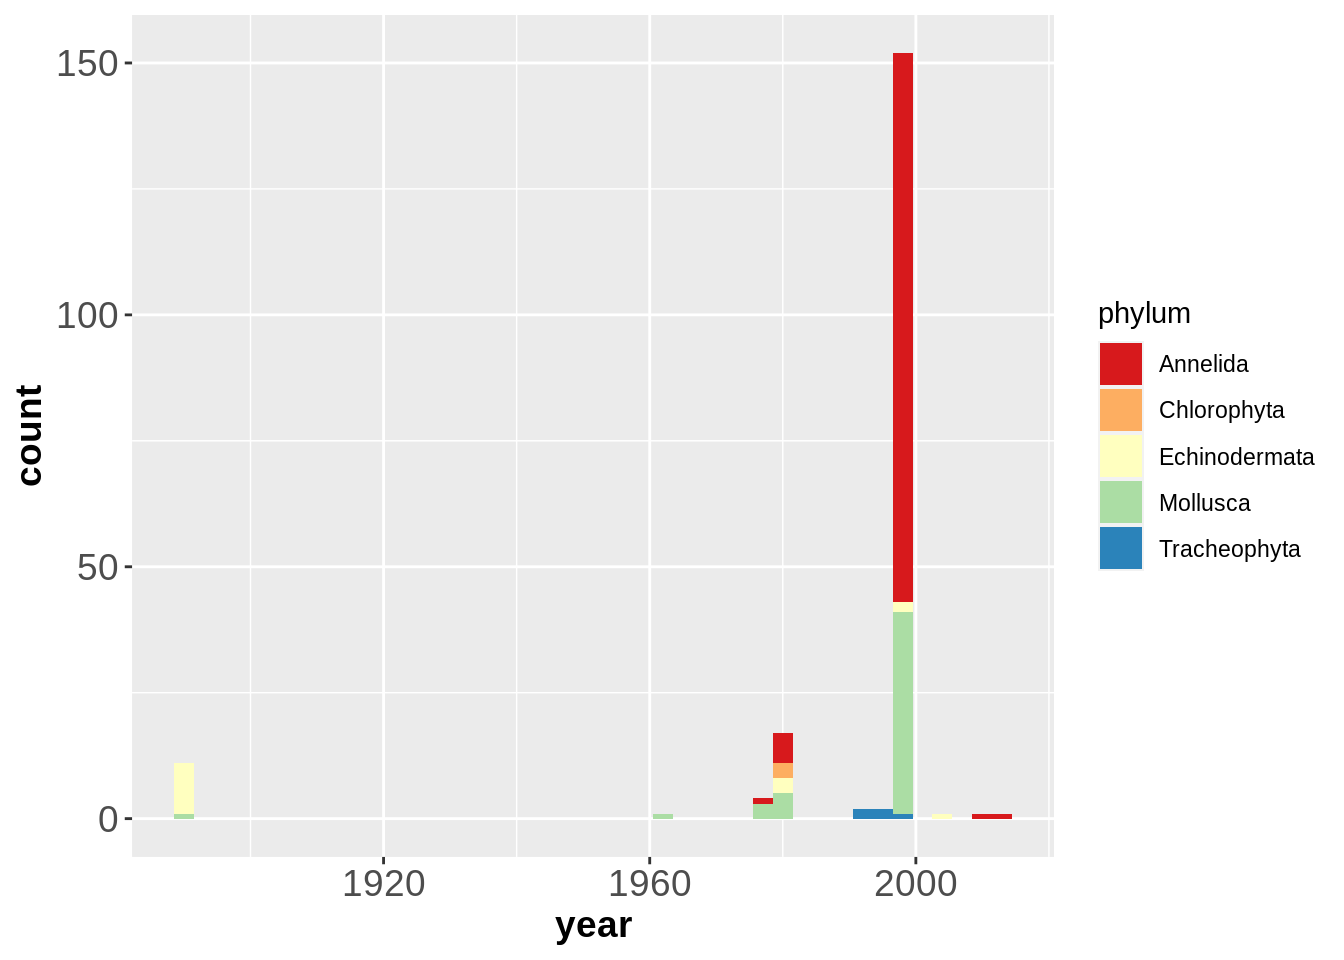 150
100
50
0
count
1920 1960 2000
year
phylum
Annelida
Chlorophyta
Echinodermata
Mollusca
Tracheophyta